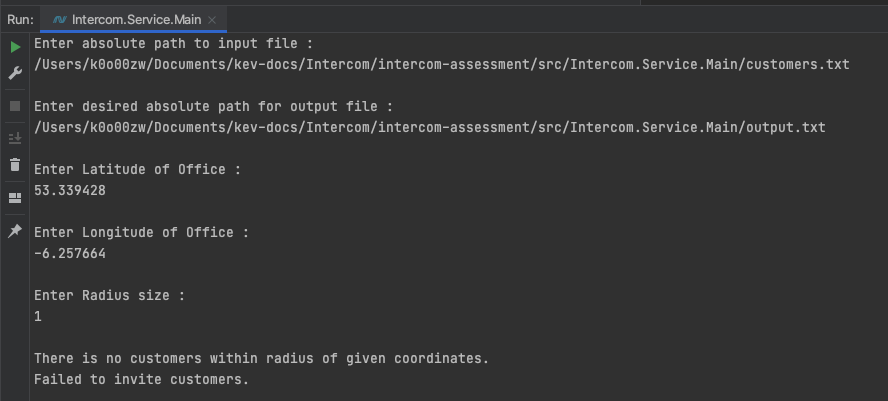 Run: Intercom.Service.Main
Enter absolute path to input file :
/Users/k0o00zw/Documents/kev-docs/Intercom/intercom-assessment/src/Intercom.Service.Main/customers.txt
Enter desired absolute path for output file :
/Users/k0o00zw/Documents/kev-docs/Intercom/intercom-assessment/src/Intercom.Service.Main/output.txt
Enter Latitude of Office :
53.339428
Enter Longitude of Office :
-6.257664
Enter Radius size :
1
There is no customers within radius of given coordinates.
Failed to invite customers.